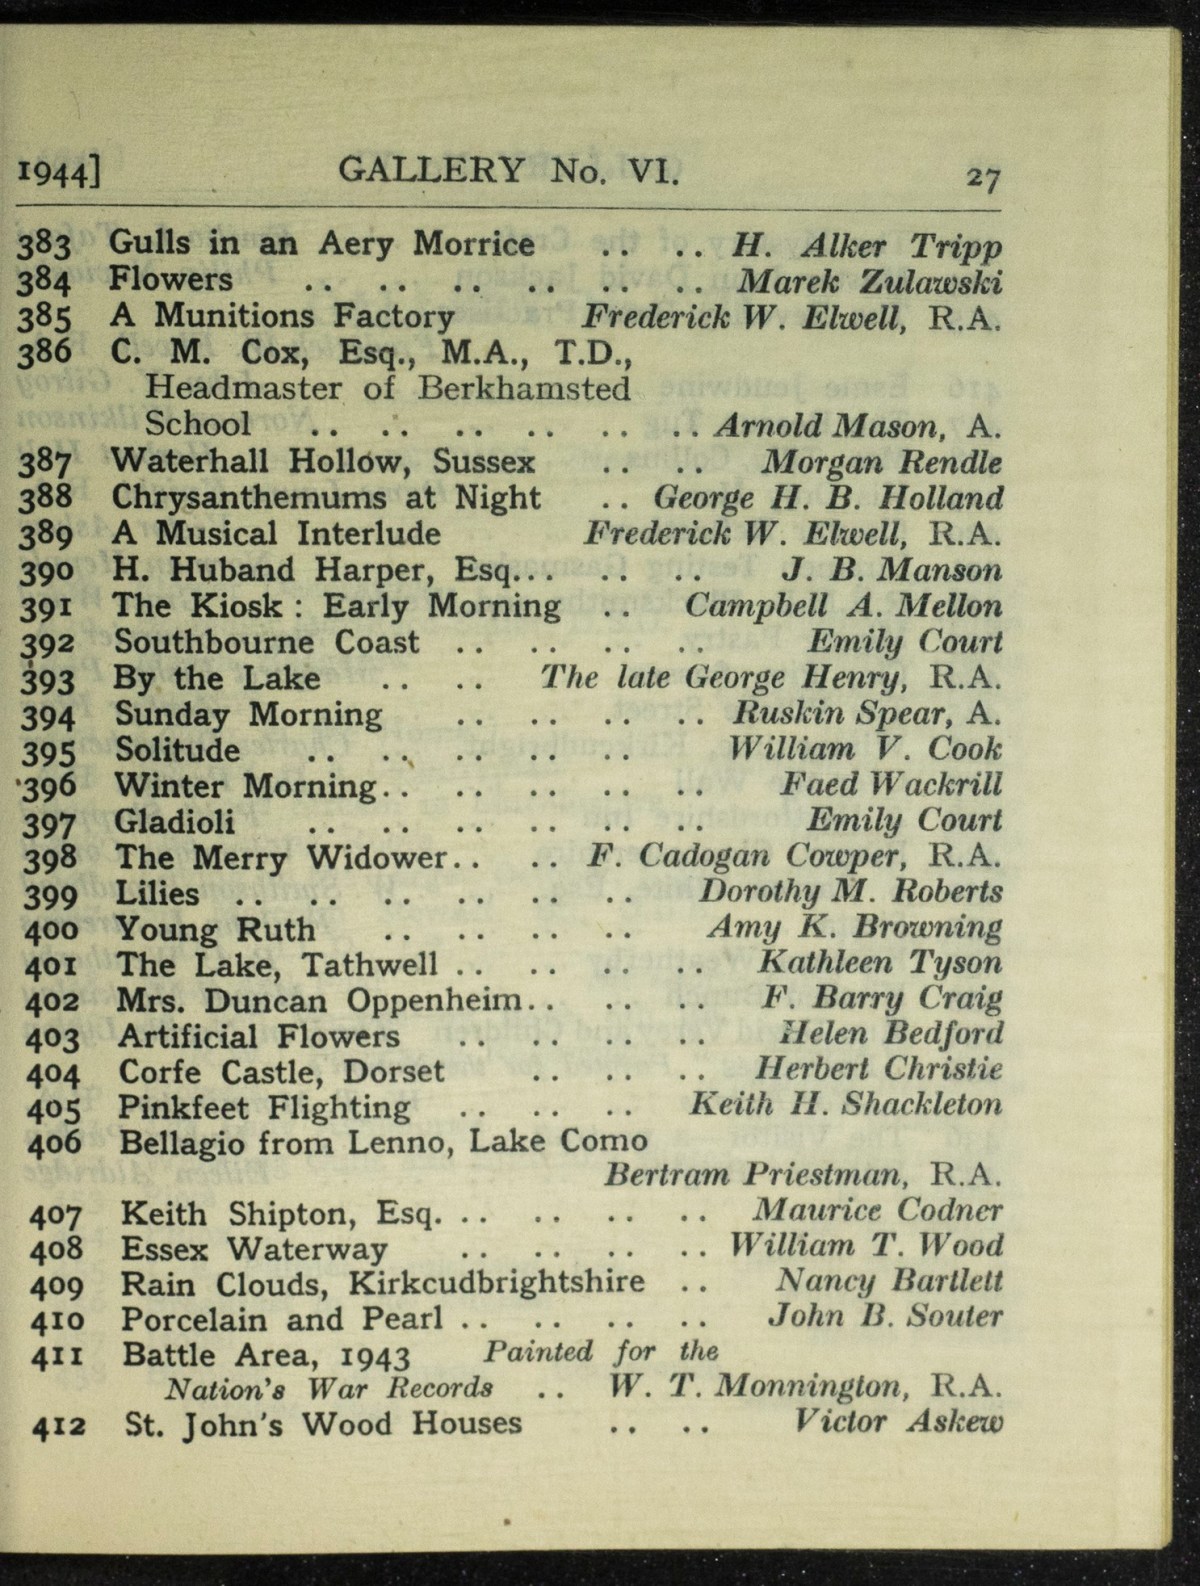 1944] GALLERY No. VI. 27
383 Gulls in an Aery Morrice .. .. H. Alker Tripp
384 Flowers .. .. .. .. .. .. Marek Zulawski
385 A Munitions Factory Frederick W. Elwell, R.A.
386 C. M. Cox, Esq., M.A., T.D.,
Headmaster of Berkhamsted
School .. .. .. .. .. .. Arnold Mason, A.
387 Waterhall Hollow, Sussex .. .. Morgan Rendle
388 Chrysanthemums at Night .. George H. B. Holland
389 A Musical Interlude Frederick W. Elwell, R.A.
390 H. Huband Harper, Esq... .. .. J. B. Manson
391 The Kiosk : Early Morning .. Campbell A. Mellon
392 Southbourne Coast .. .. .. .. Emily Court
393 By the Lake .. .. The late George Henry, R.A.
394 Sunday Morning .. .. .. .. Ruskin Spear, A.
395 Solitude .. .. .. .. .. William V. Cook
396 Winter Morning.. .. .. .. .. Faed Wackrill
397 Gladioli .. .. .. .. .. .. Emily Court
398 The Merry Widower.. .. F. Cadogan Cowper, R.A.
399 Lilies .. .. .. .. .. .. Dorothy M. Roberts
400 Young Ruth .. .. .. .. Amy K. Browning
401 The Lake, Tathwell .. .. .. .. Kathleen Tyson
402 Mrs. Duncan Oppenheim.. .. .. F. Barry Craig
403 Artificial Flowers .. .. .. .. Helen Bedford
404 Corfe Castle, Dorset .. .. .. Herbert Christie
405 Pinkfeet Flighting .. .. .. Keith H. Shackleton
406 Bellagio from Lenno, Lake Como
Bertram Priestman, R.A.
407 Keith Shipton, Esq. .. .. .. .. Maurice Codner
408 Essex Waterway .. .. .. .. William T. Wood
409 Rain Clouds, Kirkcudbrightshire .. Nancy Bartlett
410 Porcelain and Pearl .. .. .. .. John B. Souter
411 Battle Area, 1943 Painted for the
Nation's War Records .. W. T. Monnington, R.A.
412 St. John's Wood Houses .. .. Victor Askew